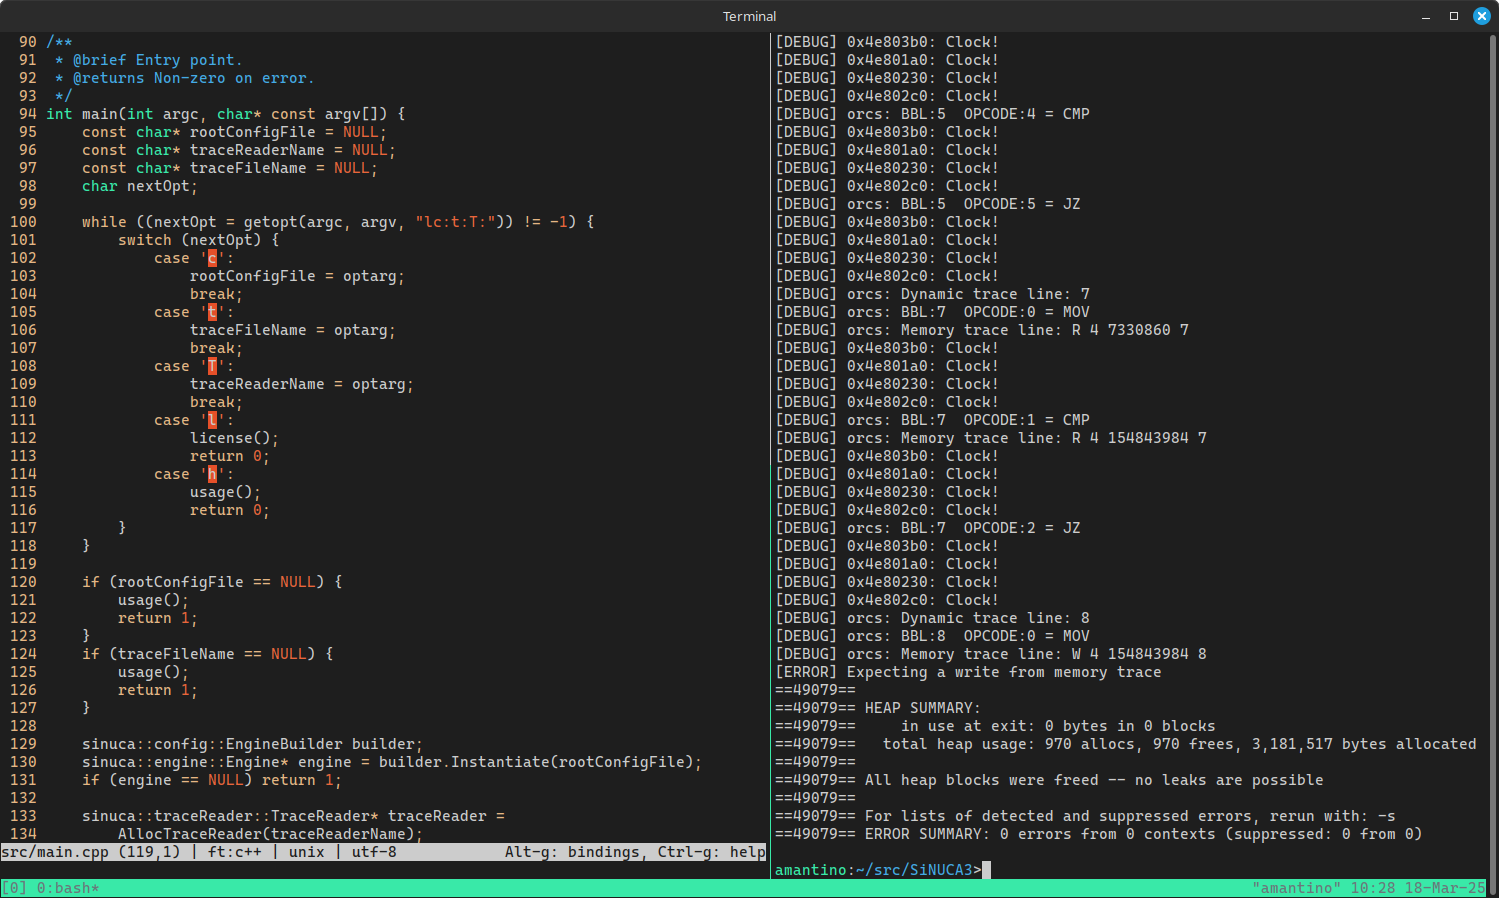 Terminal
90 /**
91  * @brief Entry point.
92  * @returns Non-zero on error.
93  */
94 int main(int argc, char* const argv[]) {
95     const char* rootConfigFile = NULL;
96     const char* traceReaderName = NULL;
97     const char* traceFileName = NULL;
98     char nextOpt;
99
100     while ((nextOpt = getopt(argc, argv, "lc:t:T:")) != -1) {
101         switch (nextOpt) {
102             case 'c':
103                 rootConfigFile = optarg;
104                 break;
105             case 't':
106                 traceFileName = optarg;
107                 break;
108             case 'T':
109                 traceReaderName = optarg;
110                 break;
111             case 'l':
112                 license();
113                 return 0;
114             case 'h':
115                 usage();
116                 return 0;
117         }
118     }
119
120     if (rootConfigFile == NULL) {
121         usage();
122         return 1;
123     }
124     if (traceFileName == NULL) {
125         usage();
126         return 1;
127     }
128
129     sinuca::config::EngineBuilder builder;
130     sinuca::engine::Engine* engine = builder.Instantiate(rootConfigFile);
131     if (engine == NULL) return 1;
132
133     sinuca::traceReader::TraceReader* traceReader =
134         AllocTraceReader(traceReaderName);
src/main.cpp (119,1) | ft:c++ | unix | utf-8            Alt-g: bindings, Ctrl-g: help
[DEBUG] 0x4e803b0: Clock!
[DEBUG] 0x4e801a0: Clock!
[DEBUG] 0x4e80230: Clock!
[DEBUG] 0x4e802c0: Clock!
[DEBUG] orcs: BBL:5  OPCODE:4 = CMP
[DEBUG] 0x4e803b0: Clock!
[DEBUG] 0x4e801a0: Clock!
[DEBUG] 0x4e80230: Clock!
[DEBUG] 0x4e802c0: Clock!
[DEBUG] orcs: BBL:5  OPCODE:5 = JZ
[DEBUG] 0x4e803b0: Clock!
[DEBUG] 0x4e801a0: Clock!
[DEBUG] 0x4e80230: Clock!
[DEBUG] 0x4e802c0: Clock!
[DEBUG] orcs: Dynamic trace line: 7
[DEBUG] orcs: BBL:7  OPCODE:0 = MOV
[DEBUG] orcs: Memory trace line: R 4 7330860 7
[DEBUG] 0x4e803b0: Clock!
[DEBUG] 0x4e801a0: Clock!
[DEBUG] 0x4e80230: Clock!
[DEBUG] 0x4e802c0: Clock!
[DEBUG] orcs: BBL:7  OPCODE:1 = CMP
[DEBUG] orcs: Memory trace line: R 4 154843984 7
[DEBUG] 0x4e803b0: Clock!
[DEBUG] 0x4e801a0: Clock!
[DEBUG] 0x4e80230: Clock!
[DEBUG] 0x4e802c0: Clock!
[DEBUG] orcs: BBL:7  OPCODE:2 = JZ
[DEBUG] 0x4e803b0: Clock!
[DEBUG] 0x4e801a0: Clock!
[DEBUG] 0x4e80230: Clock!
[DEBUG] 0x4e802c0: Clock!
[DEBUG] orcs: Dynamic trace line: 8
[DEBUG] orcs: BBL:8  OPCODE:0 = MOV
[DEBUG] orcs: Memory trace line: W 4 154843984 8
[ERROR] Expecting a write from memory trace
==49079==
==49079== HEAP SUMMARY:
==49079==     in use at exit: 0 bytes in 0 blocks
==49079==   total heap usage: 970 allocs, 970 frees, 3,181,517 bytes allocated
==49079==
==49079== All heap blocks were freed -- no leaks are possible
==49079==
==49079== For lists of detected and suppressed errors, rerun with: -s
==49079== ERROR SUMMARY: 0 errors from 0 contexts (suppressed: 0 from 0)
amantino:~/src/SiNUCA3>
[0] 0:bash*
"amantino" 10:28 18-Mar-25